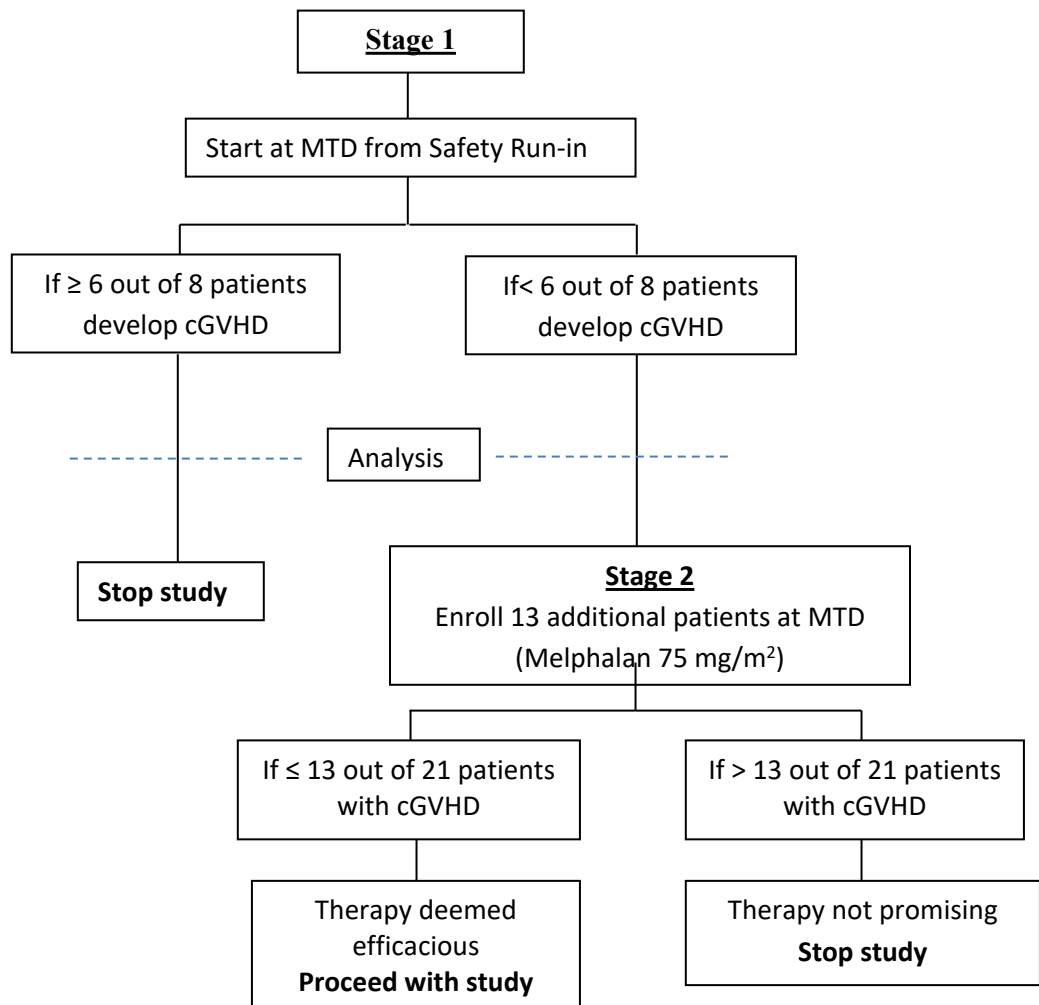 Stage 1
Start at MTD from Safety Run-in
If ≥ 6 out of 8 patients
develop cGVHD
If< 6 out of 8 patients
develop cGVHD
Analysis
Stop study
Stage 2
Enroll 13 additional patients at MTD
(Melphalan 75 mg/m²)
If ≤ 13 out of 21 patients
with cGVHD
If > 13 out of 21 patients
with cGVHD
Therapy deemed
efficacious
Proceed with study
Therapy not promising
Stop study